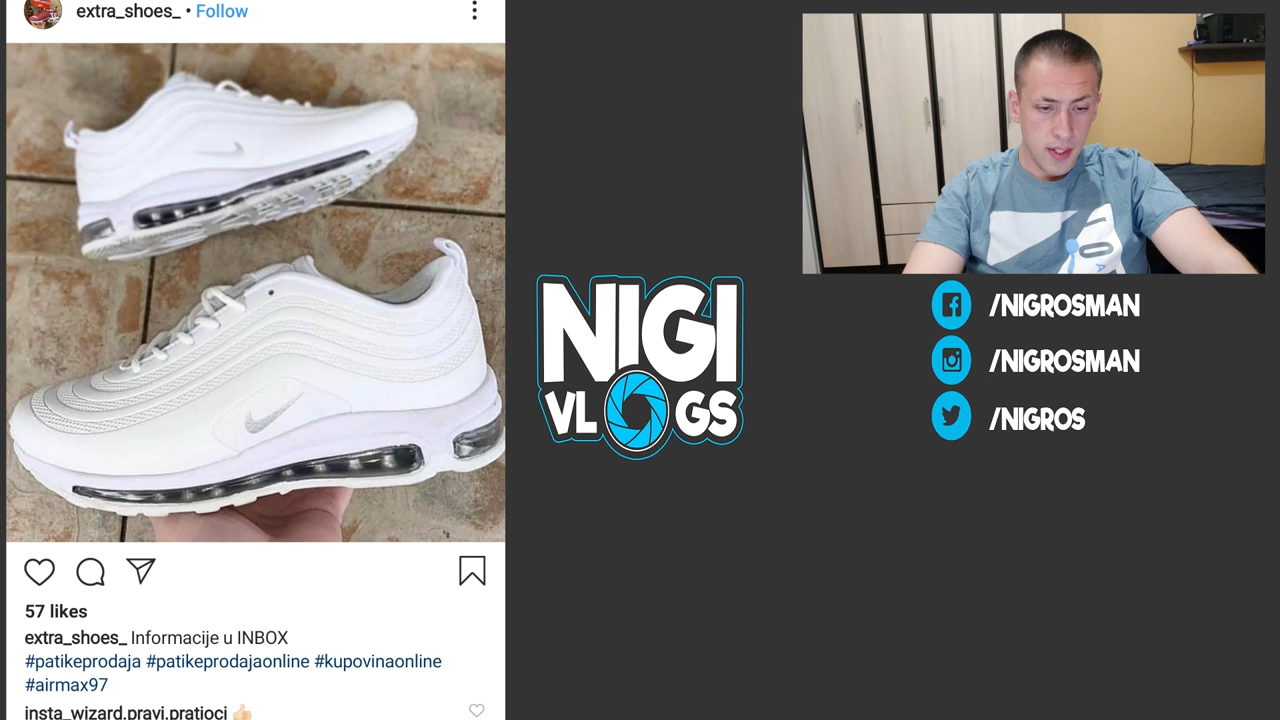 extra_shoes_ • Follow
57 likes
extra_shoes_ Informacije u INBOX
#patikeprodaja #patikeprodajaonline #kupovinaonline
#airmax97
insta_wizard.pravi.pratioci 👍🏻
NIGI
VLOGS
/NIGROSMAN
/NIGROSMAN
/NIGROS